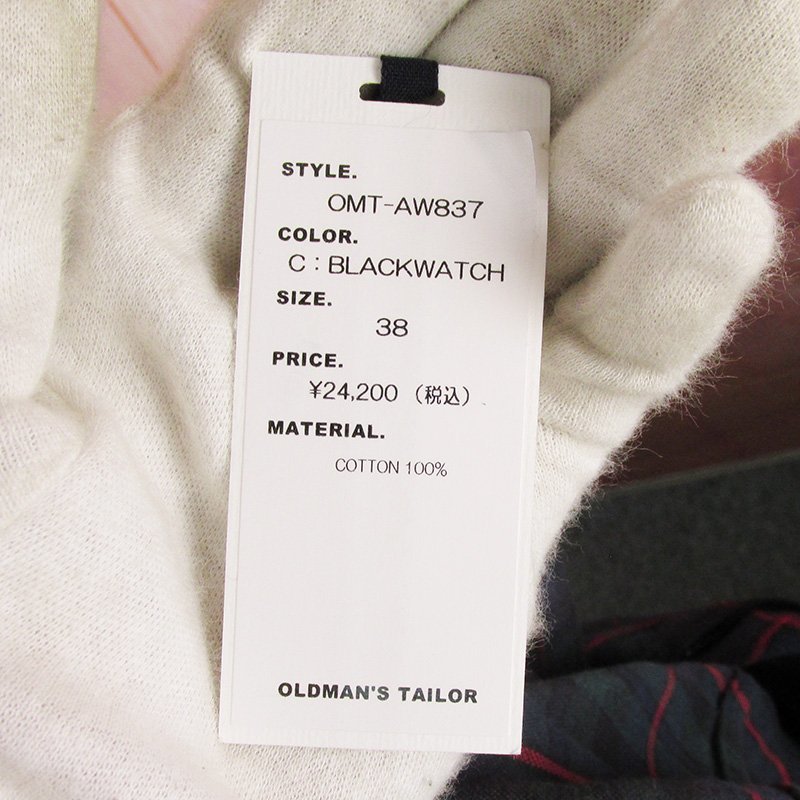 STYLE.
OMT-AW837
COLOR.
C：BLACKWATCH
SIZE.
38
PRICE.
¥24,200（税込）
MATERIAL.
COTTON 100%
OLDMAN'S TAILOR